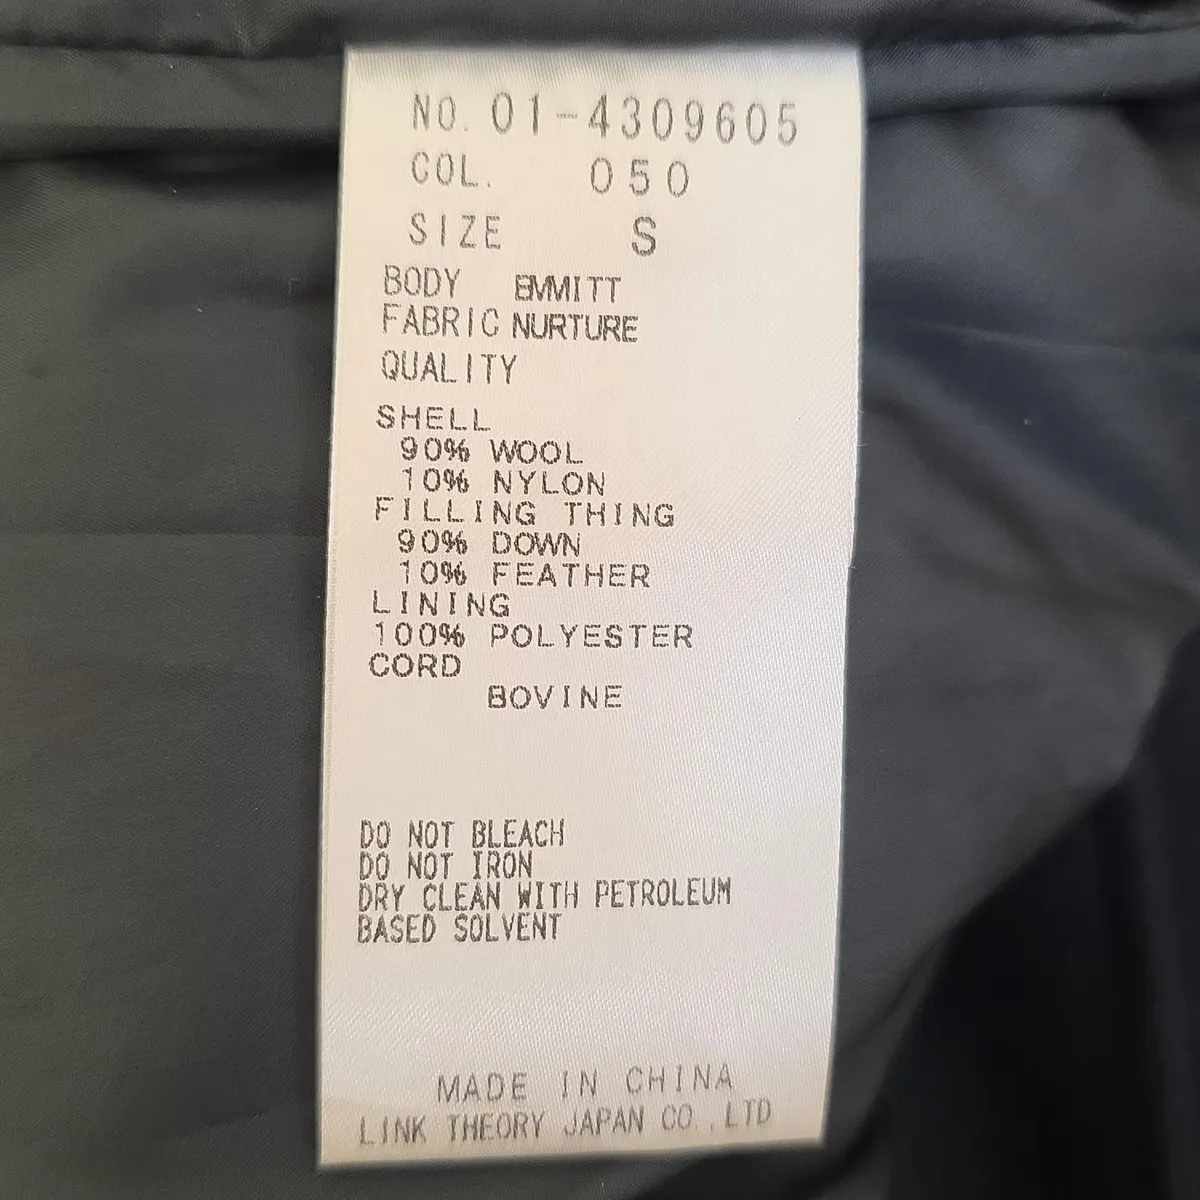 NO. 01-4309605
COL. 050
SIZE S
BODY EMMITT
FABRIC NURTURE
QUALITY
SHELL
90% WOOL
10% NYLON
FILLING THING
90% DOWN
10% FEATHER
LINING
100% POLYESTER
CORD
BOVINE
DO NOT BLEACH
DO NOT IRON
DRY CLEAN WITH PETROLEUM
BASED SOLVENT
MADE IN CHINA
LINK THEORY JAPAN CO.,LTD